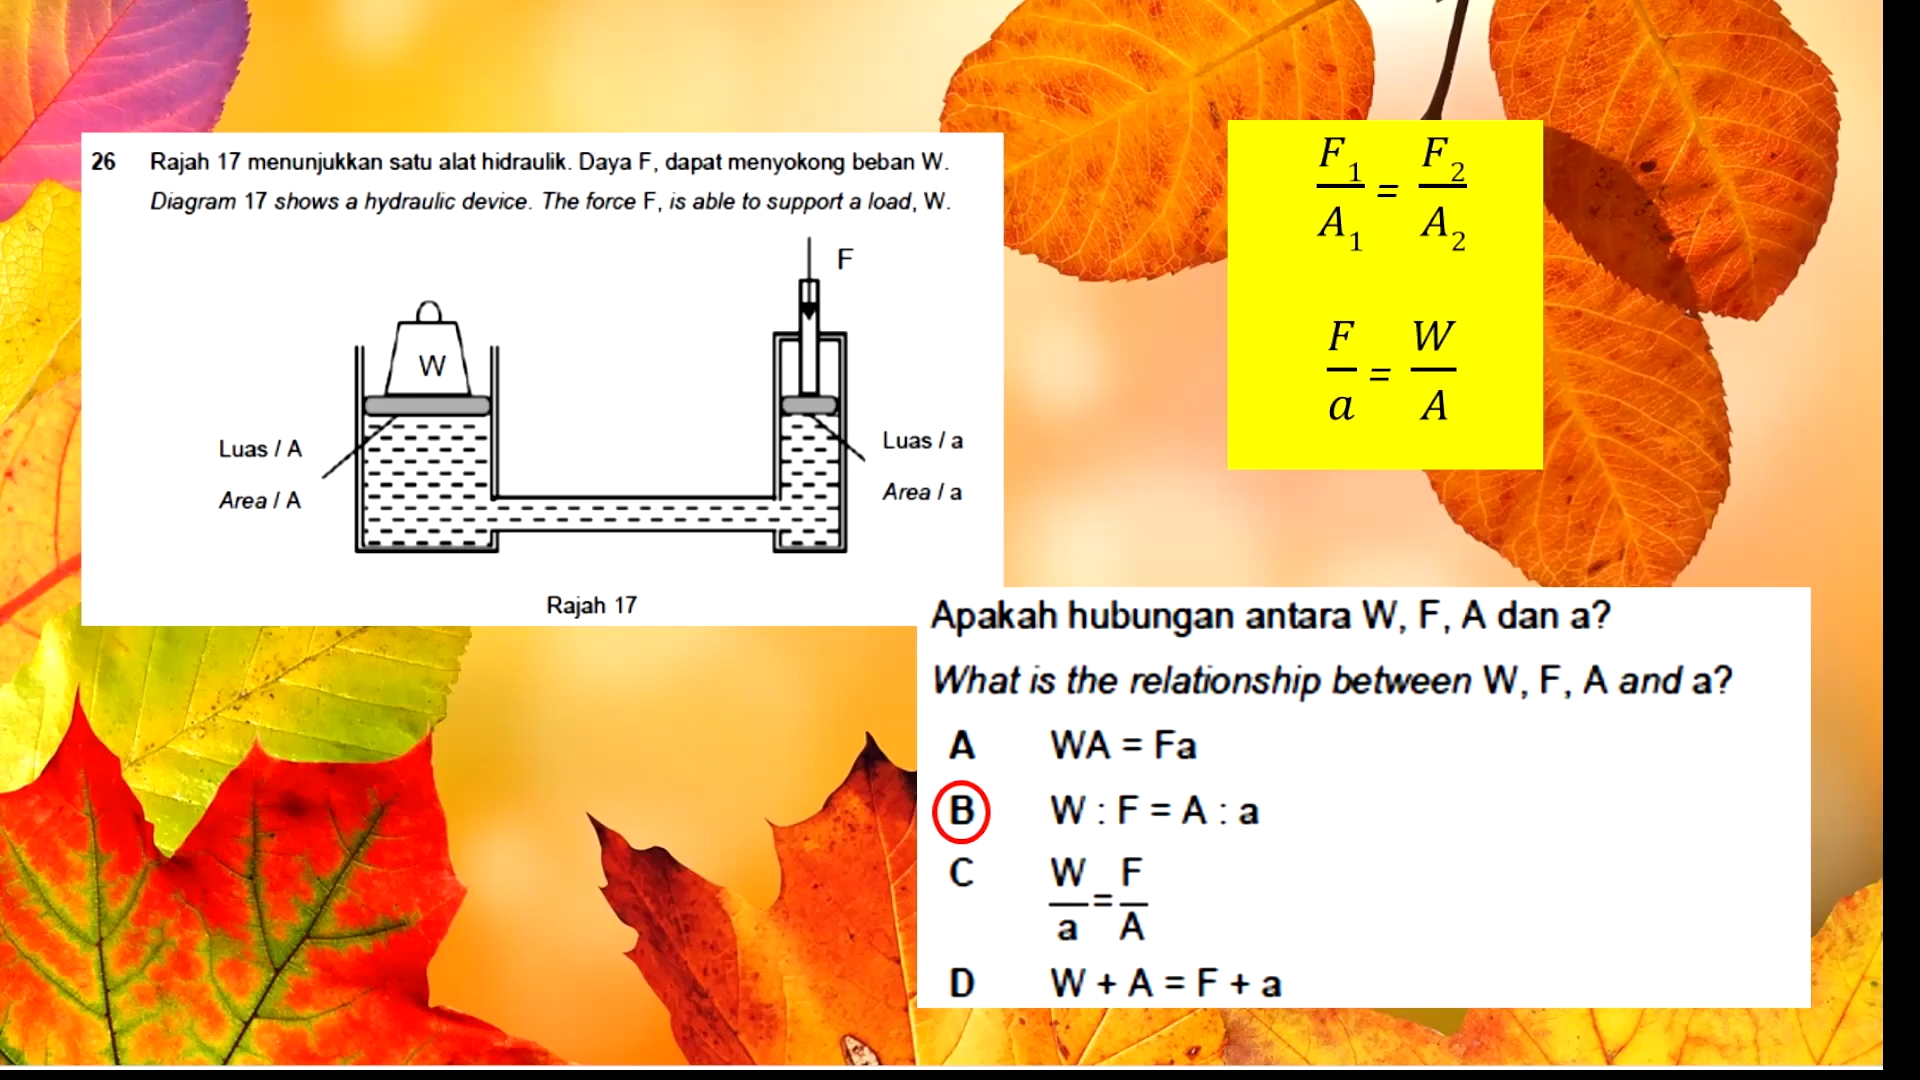 26 Rajah 17 menunjukkan satu alat hidraulik. Daya F, dapat menyokong beban W.
Diagram 17 shows a hydraulic device. The force F, is able to support a load, W.
F
W
Luas / A
Area / A
Luas / a
Area / a
Rajah 17
F₁/A₁ = F₂/A₂
F/a = W/A
Apakah hubungan antara W, F, A dan a?
What is the relationship between W, F, A and a?
A WA = Fa
B W : F = A : a
C W/a = F/A
D W + A = F + a